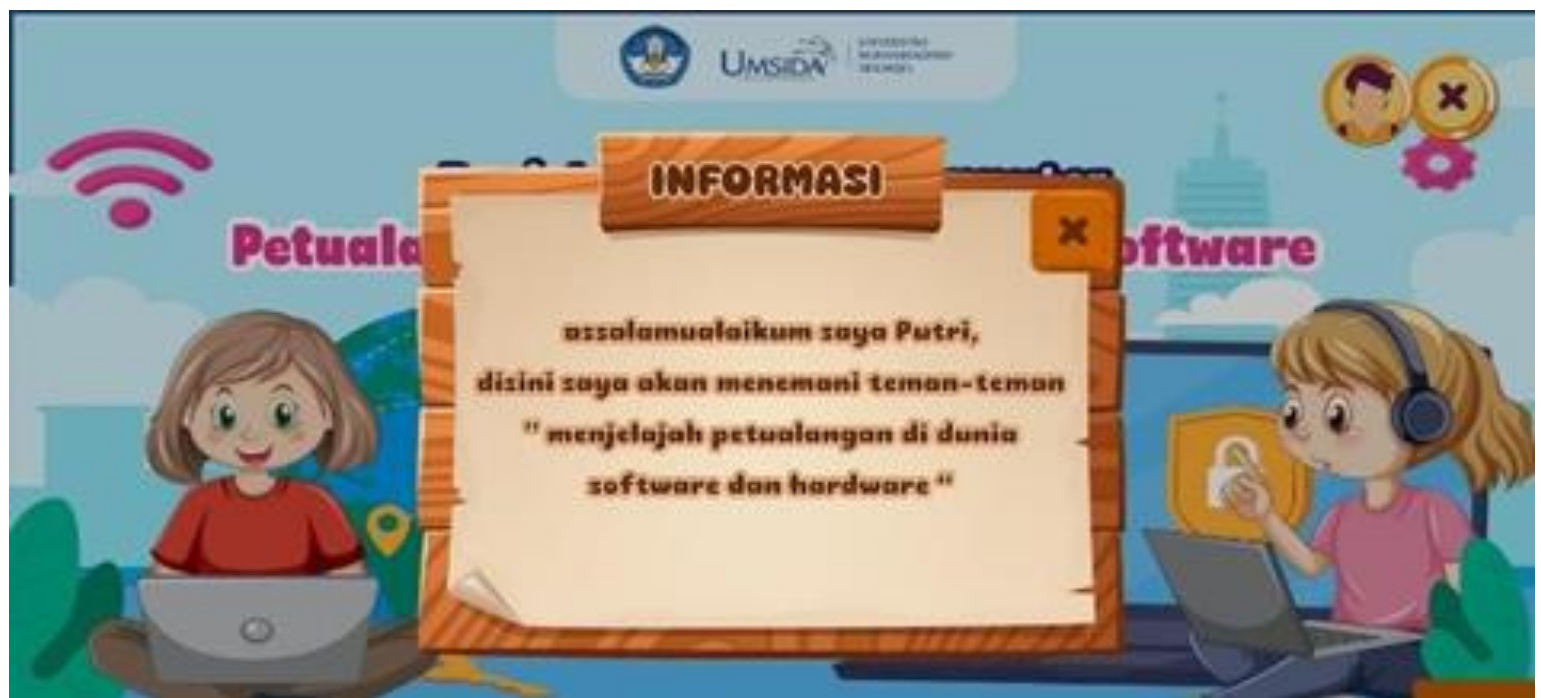 UMSIDA
INFORMASI
Petuala
oftware
assalamualaikum saya Putri,
disini saya akan menemani teman-teman
" menjelajah petualangan di dunia
software dan hardware "